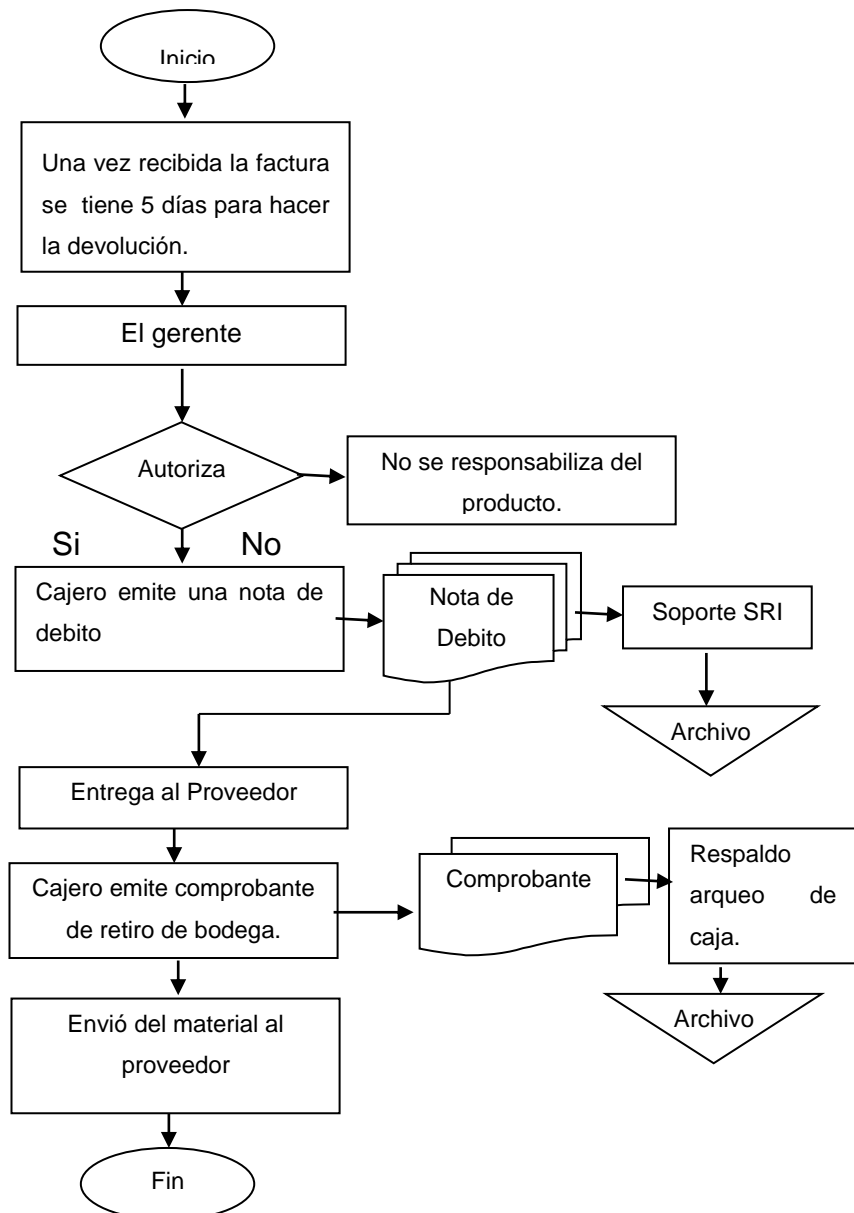 Inicio
Una vez recibida la factura
se tiene 5 días para hacer
la devolución.
El gerente
Autoriza
No se responsabiliza del
producto.
Si
No
Cajero emite una nota de
debito
Nota de
Debito
Soporte SRI
Archivo
Entrega al Proveedor
Cajero emite comprobante
de retiro de bodega.
Comprobante
Respaldo
arqueo de
caja.
Archivo
Envió del material al
proveedor
Fin